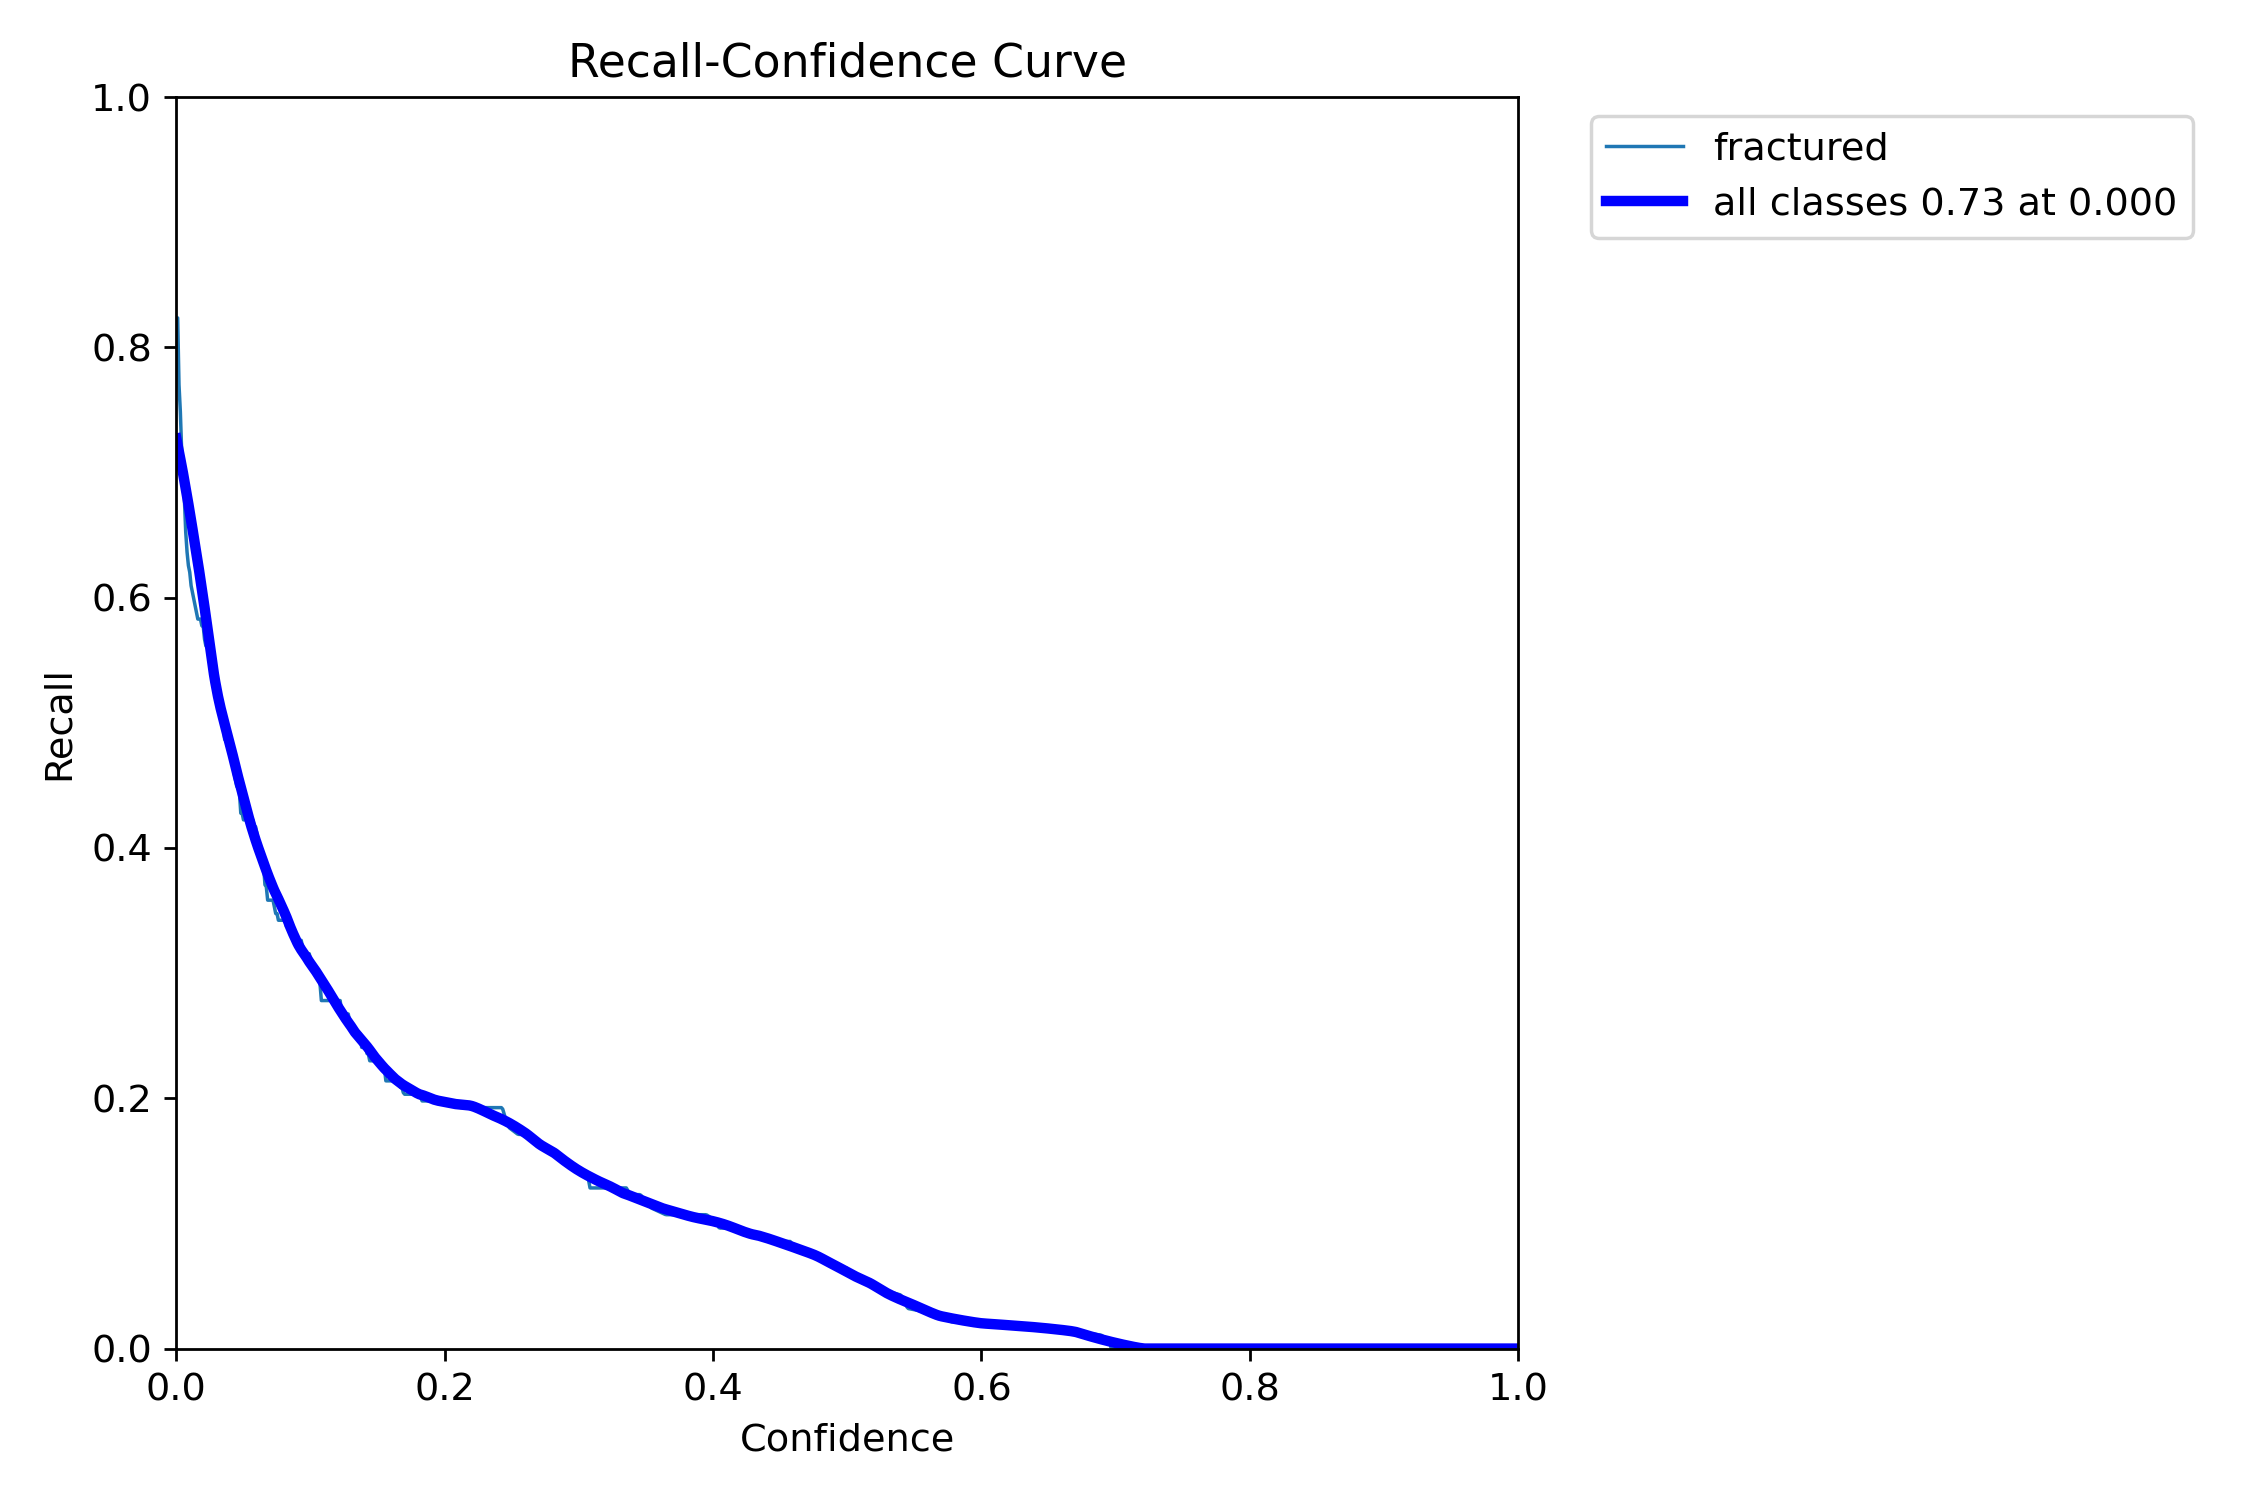 Recall-Confidence Curve
1.0
0.8
0.6
0.4
0.2
0.0
Recall
0.0 0.2 0.4 0.6 0.8 1.0
Confidence
fractured
all classes 0.73 at 0.000